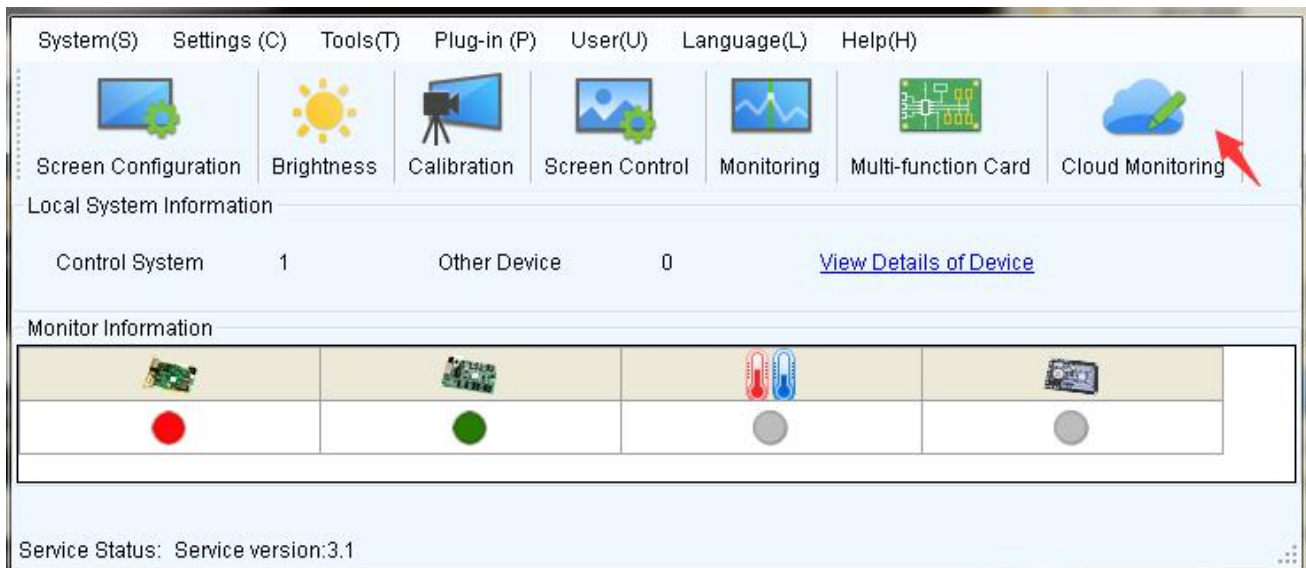 System(S) Settings (C) Tools(T) Plug-in (P) User(U) Language(L) Help(H)
Screen Configuration Brightness Calibration Screen Control Monitoring Multi-function Card Cloud Monitoring
Local System Information
Control System 1 Other Device 0 View Details of Device
Monitor Information
Service Status: Service version:3.1